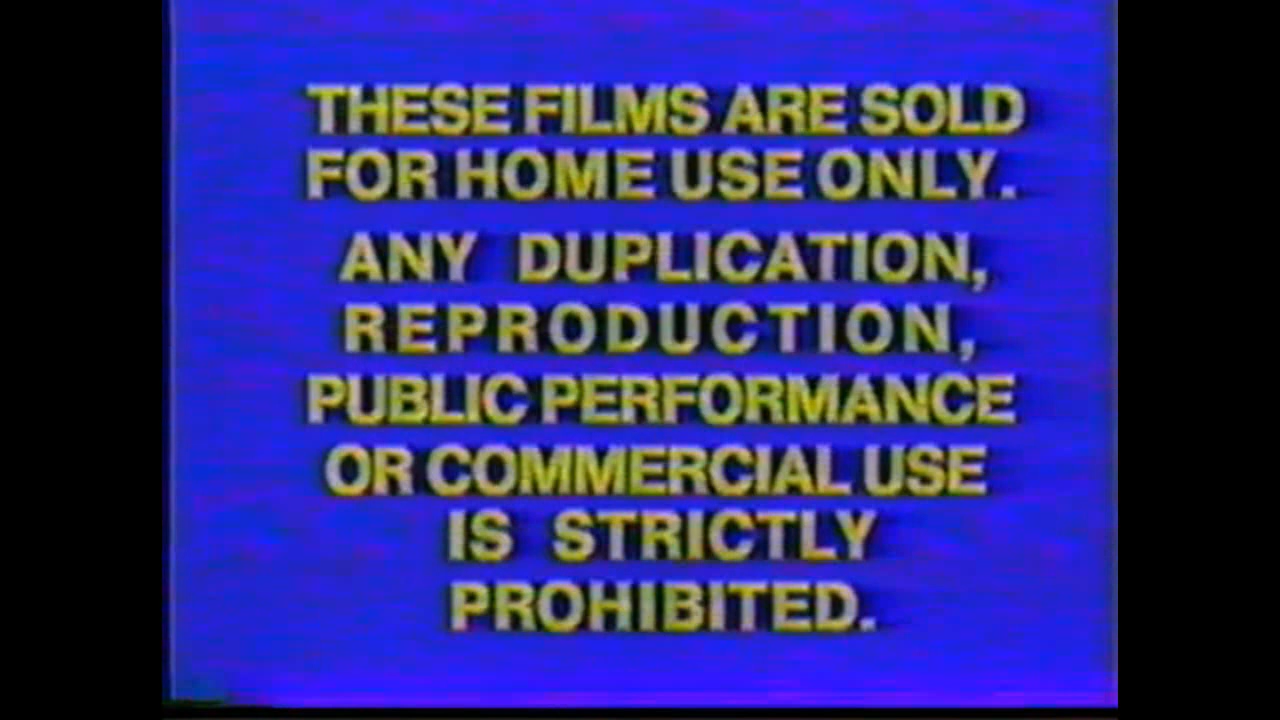 THESE FILMS ARE SOLD
FOR HOME USE ONLY.
ANY DUPLICATION,
REPRODUCTION,
PUBLIC PERFORMANCE
OR COMMERCIAL USE
IS STRICTLY
PROHIBITED.